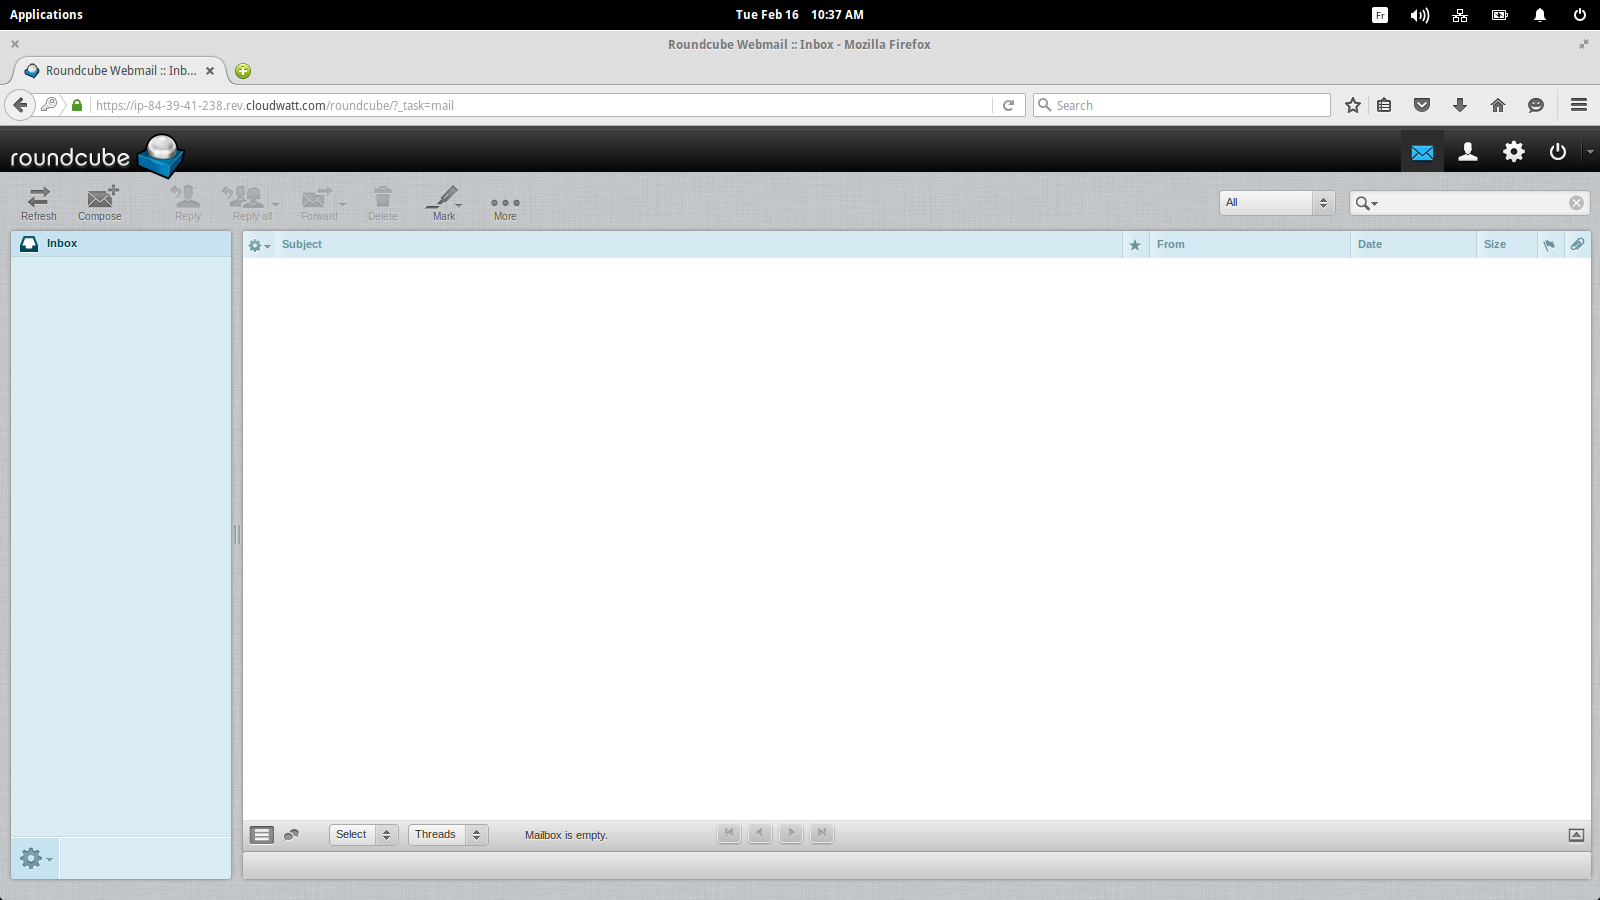 Applications
Tue Feb 16 10:37 AM
Fr
Roundcube Webmail :: Inbox - Mozilla Firefox
Roundcube Webmail :: Inb...
https://ip-84-39-41-238.rev.cloudwatt.com/roundcube/?_task=mail
Search
roundcube
Refresh
Compose
Reply
Reply all
Forward
Delete
Mark
More
All
Inbox
Subject
From
Date
Size
Select
Threads
Mailbox is empty.